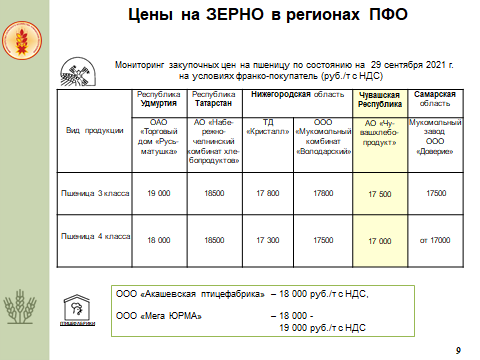 Цены на ЗЕРНО в регионах ПФО
Мониторинг закупочных цен на пшеницу по состоянию на 29 сентября 2021 г.
на условиях франко-покупатель (руб./т с НДС)
Вид продукции
Республика
Удмуртия
Республика
Татарстан
Нижегородская область
Чувашская
Республика
Самарская
область
ОАО
«Торговый
дом «Русь-
матушка»
АО «Набе-
режно-
челнинский
комбинат хле-
бопродуктов»
ТД
«Кристалл»
ООО
«Мукомольный
комбинат
«Володарский»
АО «Чу-
вашхлебо-
продукт»
Мукомольный
завод
ООО
«Доверие»
Пшеница 3 класса 19 000 18500 17 800 17800 17 500 17500
Пшеница 4 класса 18 000 18500 17 300 17500 17 000 от 17000
ПТИЦЕФАБРИКИ
ООО «Акашевская птицефабрика» – 18 000 руб./т с НДС,
ООО «Мега ЮРМА» – 18 000 -
19 000 руб./т с НДС
9